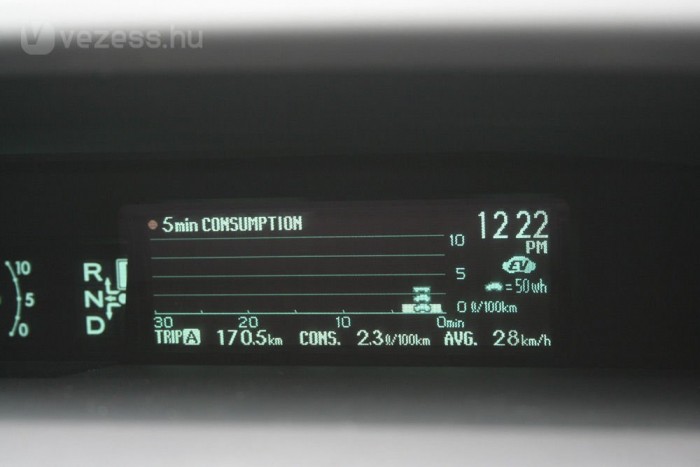 vezess.hu
5min CONSUMPTION
12:22
PM
10
5
0 ℓ/100km
EV
= 50 wh
30 20 10 0min
TRIP A 170.5km CONS. 2.3ℓ/100km AVG. 28km/h
10
5
0
R
N
D